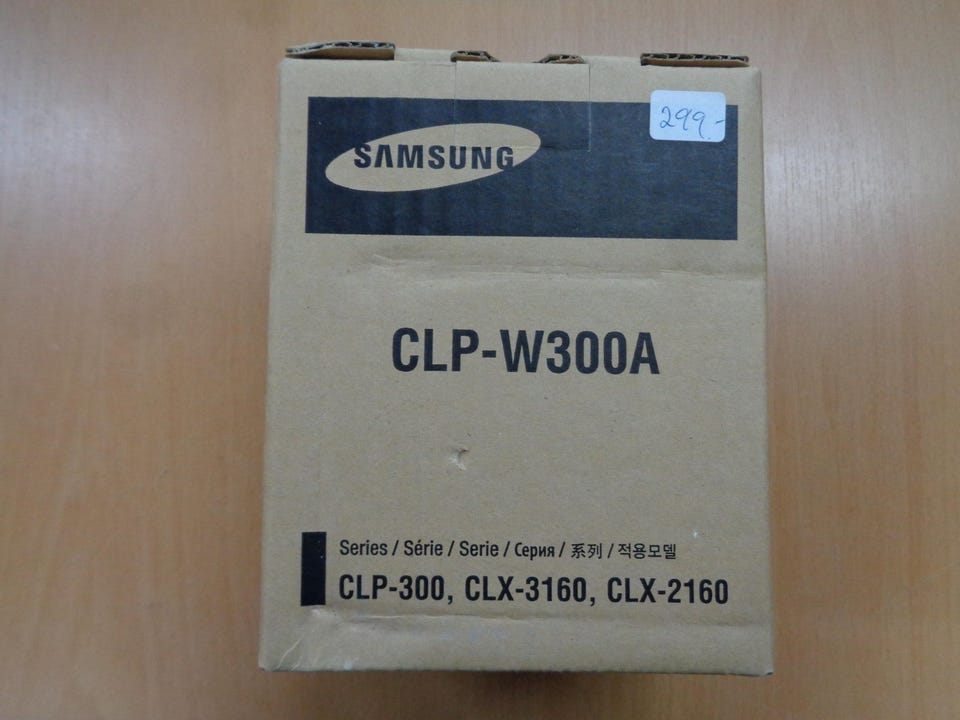 299.-
SAMSUNG
CLP-W300A
Series / Série / Serie / Серия / 系列 / 적용모델
CLP-300, CLX-3160, CLX-2160